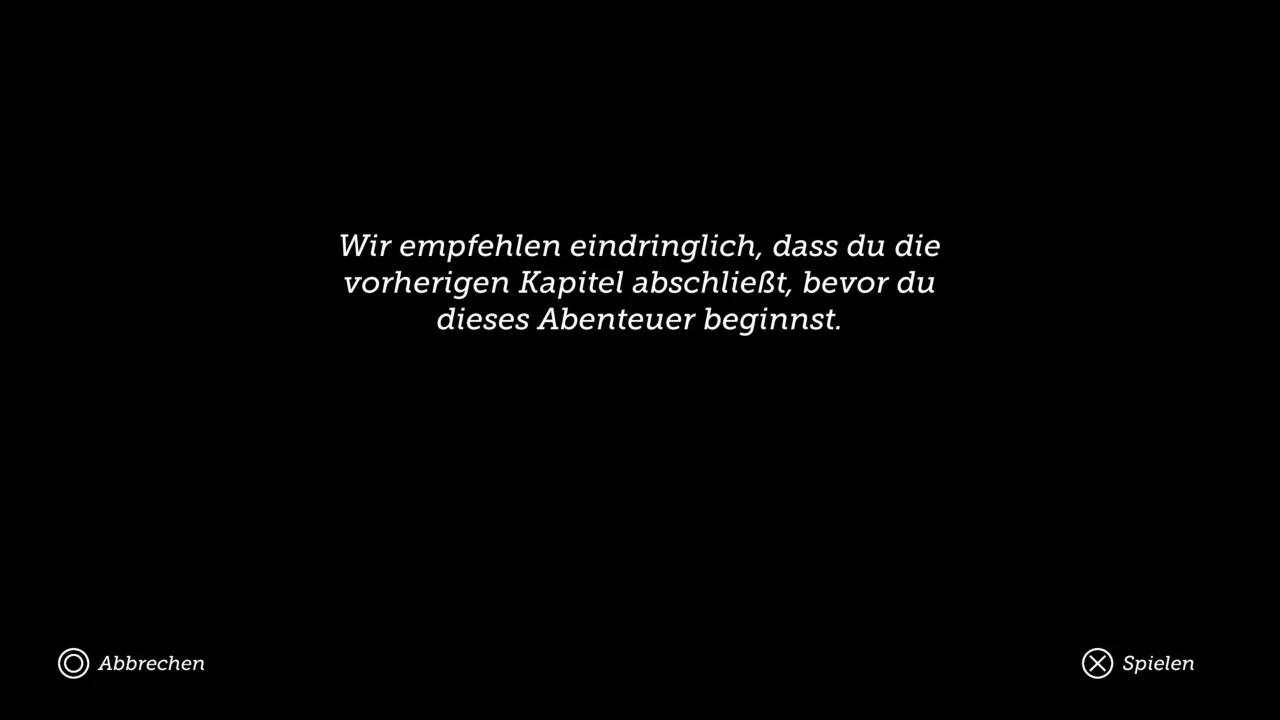 Wir empfehlen eindringlich, dass du die
vorherigen Kapitel abschließt, bevor du
dieses Abenteuer beginnst.
Abbrechen
Spielen